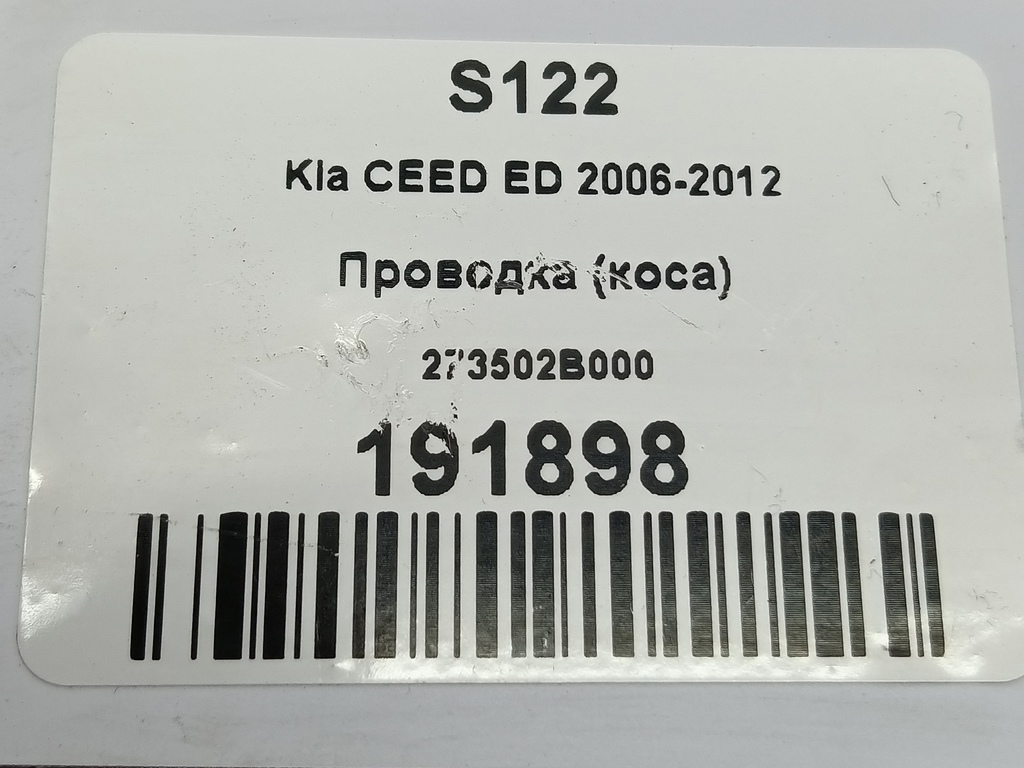 S122
Kia CEED ED 2006-2012
Проводка (коса)
273502B000
191898